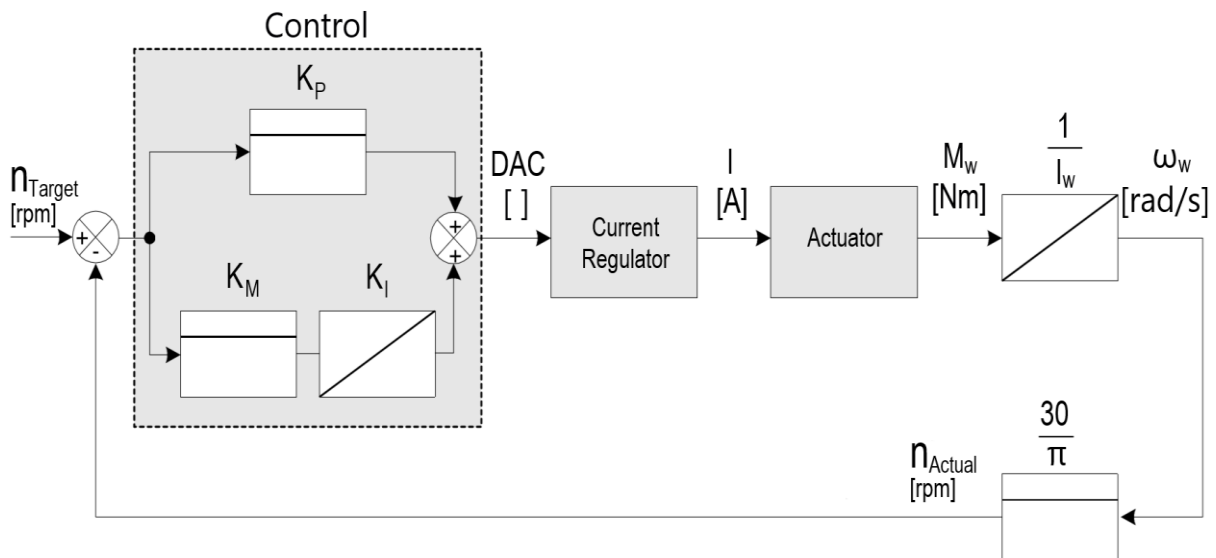 Control
K_P
n_Target
[rpm]
+
-
K_M
K_I
+
+
DAC
[ ]
Current
Regulator
I
[A]
Actuator
M_w
[Nm]
1
I_w
ω_w
[rad/s]
30
π
n_Actual
[rpm]